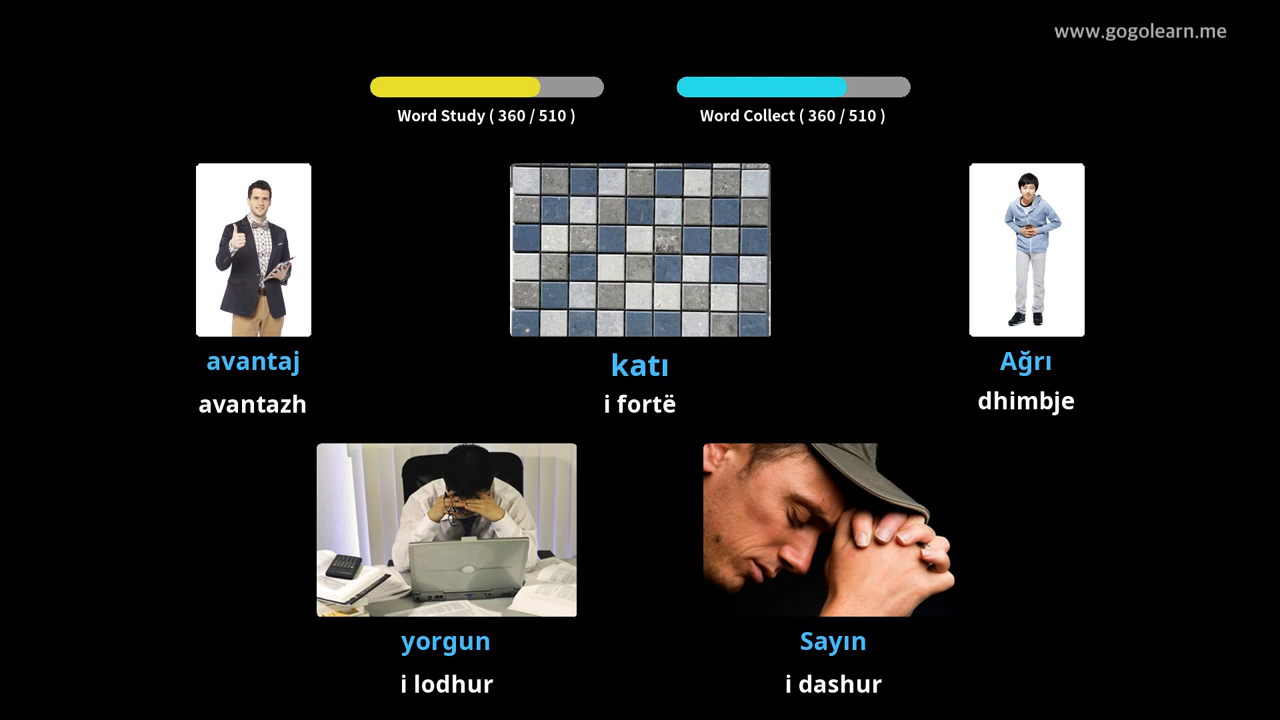 www.gogolearn.me
Word Study ( 360 / 510 )
Word Collect ( 360 / 510 )
avantaj
katı
Ağrı
avantazh
i fortë
dhimbje
yorgun
Sayın
i lodhur
i dashur